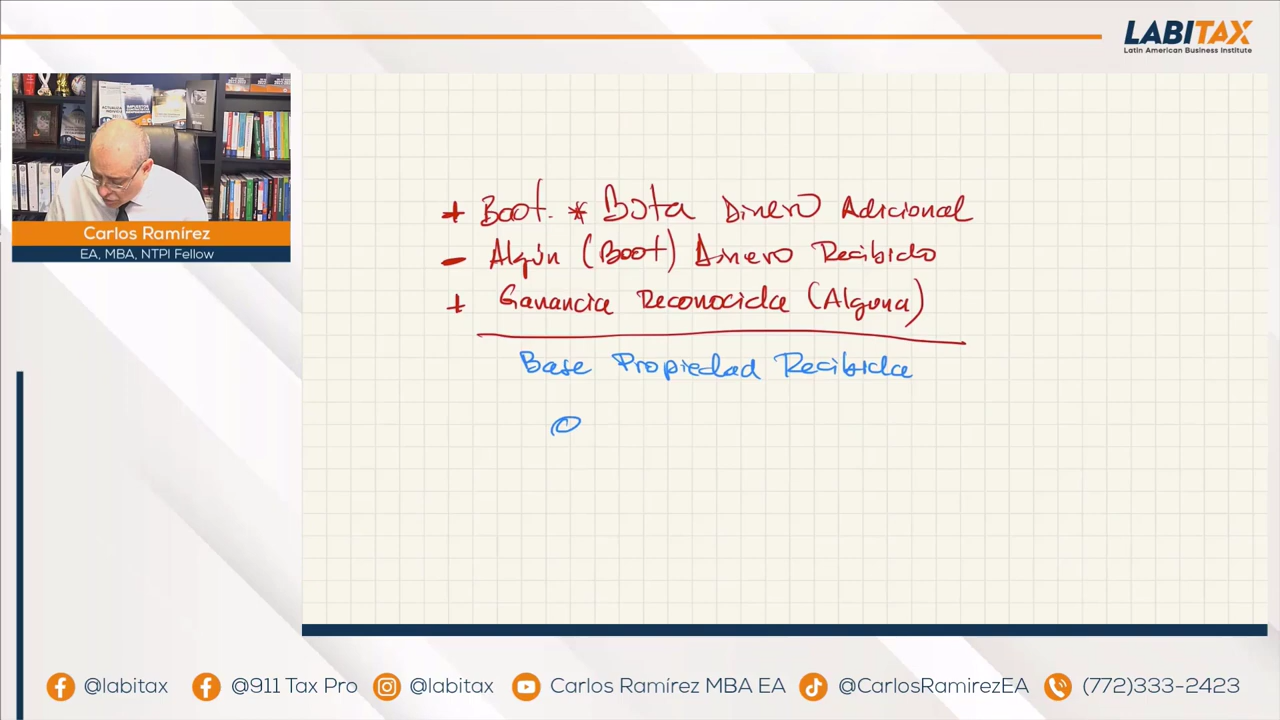 LABITAX
Latin American Business Institute
Carlos Ramírez
EA, MBA, NTPI Fellow
+ Boot. * Bota Dinero Adicional
- Algún (Boot) Dinero Recibido
+ Ganancia Reconocida (Alguna)
Base Propiedad Recibida
@labitax
@911 Tax Pro
@labitax
Carlos Ramírez MBA EA
@CarlosRamirezEA
(772)333-2423